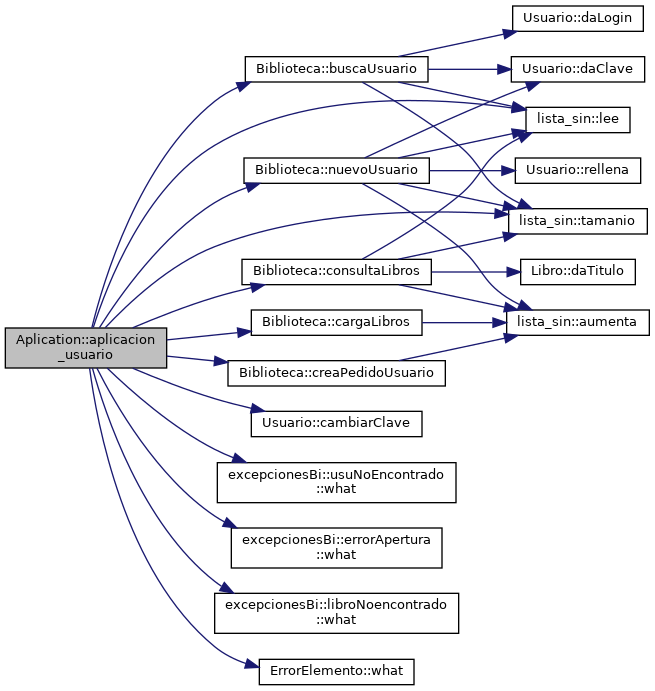 Usuario::daLogin
Biblioteca::buscaUsuario
Usuario::daClave
lista_sin::lee
Biblioteca::nuevoUsuario
Usuario::rellena
lista_sin::tamanio
Biblioteca::consultaLibros
Libro::daTitulo
Biblioteca::cargaLibros
lista_sin::aumenta
Aplication::aplicacion
_usuario
Biblioteca::creaPedidoUsuario
Usuario::cambiarClave
excepcionesBi::usuNoEncontrado
::what
excepcionesBi::errorApertura
::what
excepcionesBi::libroNoencontrado
::what
ErrorElemento::what